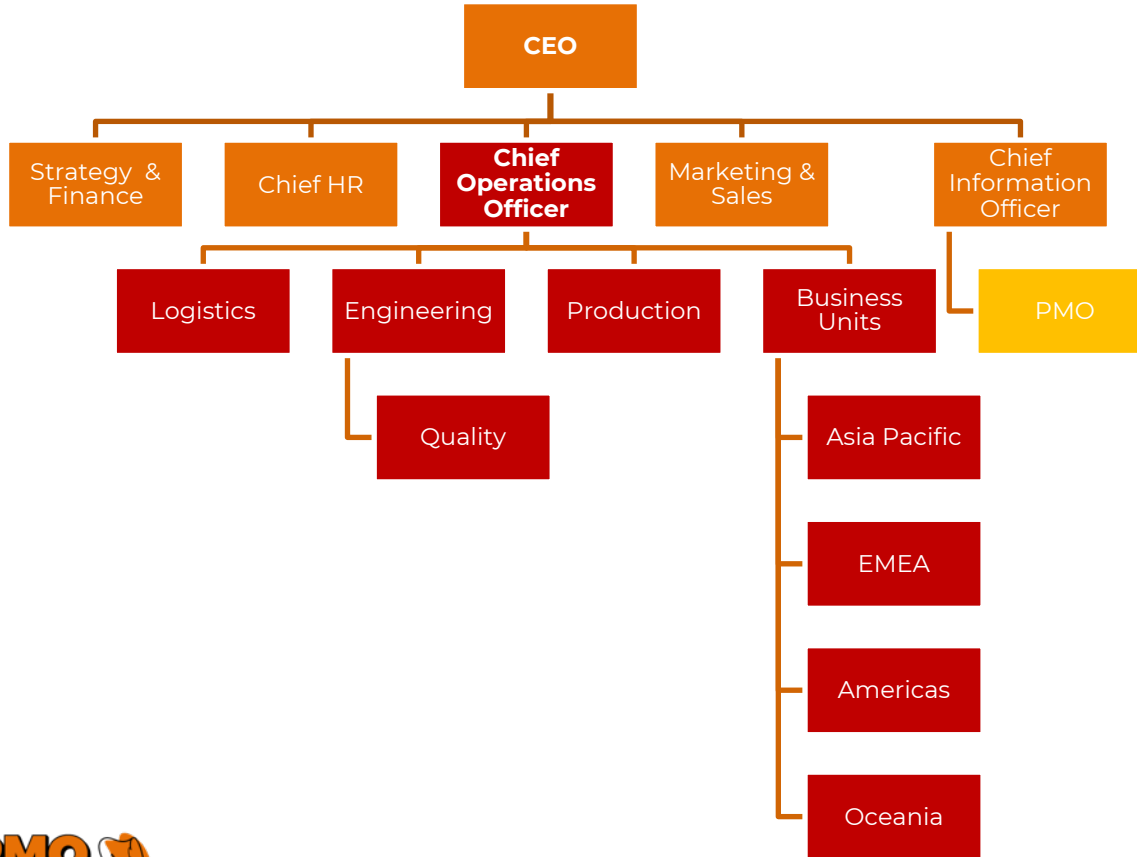 CEO
Strategy & 
Finance
Chief HR
Chief
Operations
Officer
Marketing &
Sales
Chief
Information
Officer
Logistics
Engineering
Production
Business
Units
PMO
Quality
Asia Pacific
EMEA
Americas
Oceania
PMO